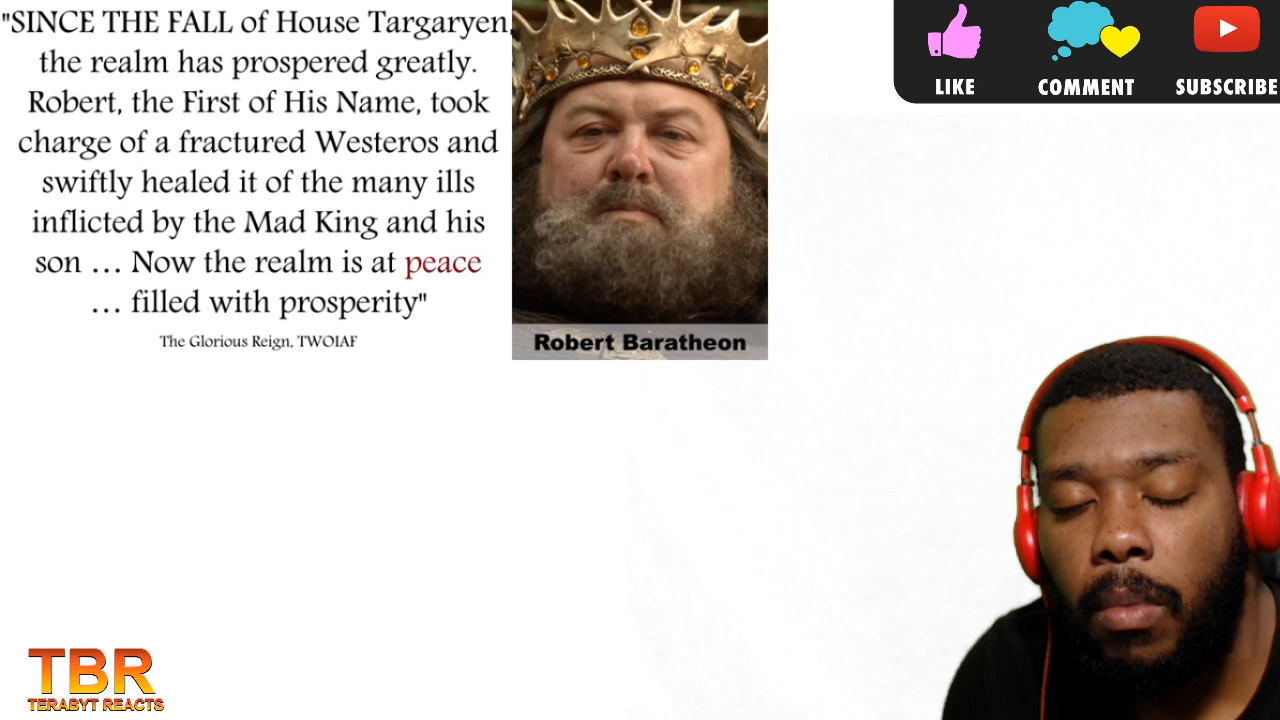 "SINCE THE FALL of House Targaryen,
the realm has prospered greatly.
Robert, the First of His Name, took
charge of a fractured Westeros and
swiftly healed it of the many ills
inflicted by the Mad King and his
son … Now the realm is at peace
… filled with prosperity"
The Glorious Reign, TWOIAF
Robert Baratheon
LIKE
COMMENT
SUBSCRIBE
TBR
TERABYT REACTS